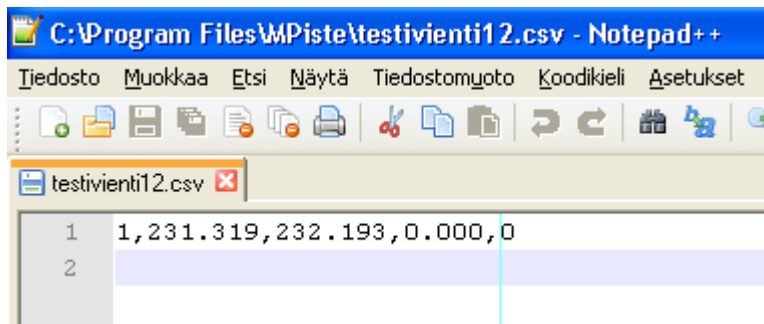 C:\Program Files\MPiste\testivienti12.csv - Notepad++
Tiedosto Muokkaa Etsi Näytä Tiedostomuoto Koodikieli Asetukset
testivienti12.csv
1 1,231.319,232.193,0.000,0
2